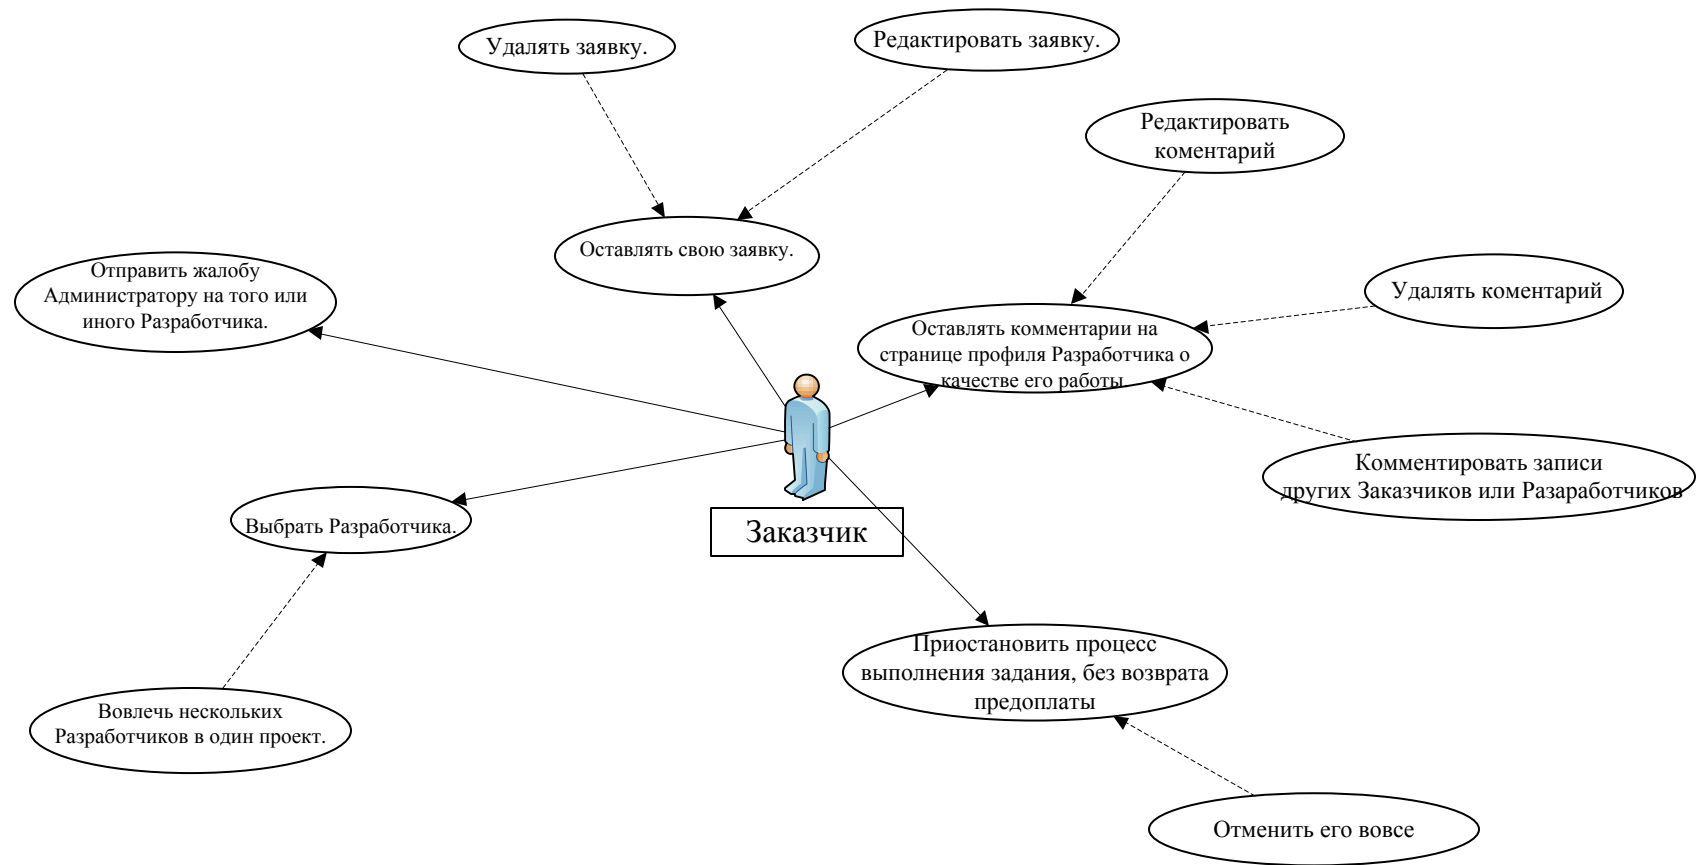 Удалять заявку.
Редактировать заявку.
Редактировать
коментарий
Оставлять свою заявку.
Отправить жалобу
Администратору на того или
иного Разработчика.
Удалять коментарий
Оставлять комментарии на
странице профиля Разработчика о
качестве его работы.
Комментировать записи
других Заказчиков или Разаработчиков
Выбрать Разработчика.
Заказчик
Приостановить процесс
выполнения задания, без возврата
предоплаты
Вовлечь нескольких
Разработчиков в один проект.
Отменить его вовсе